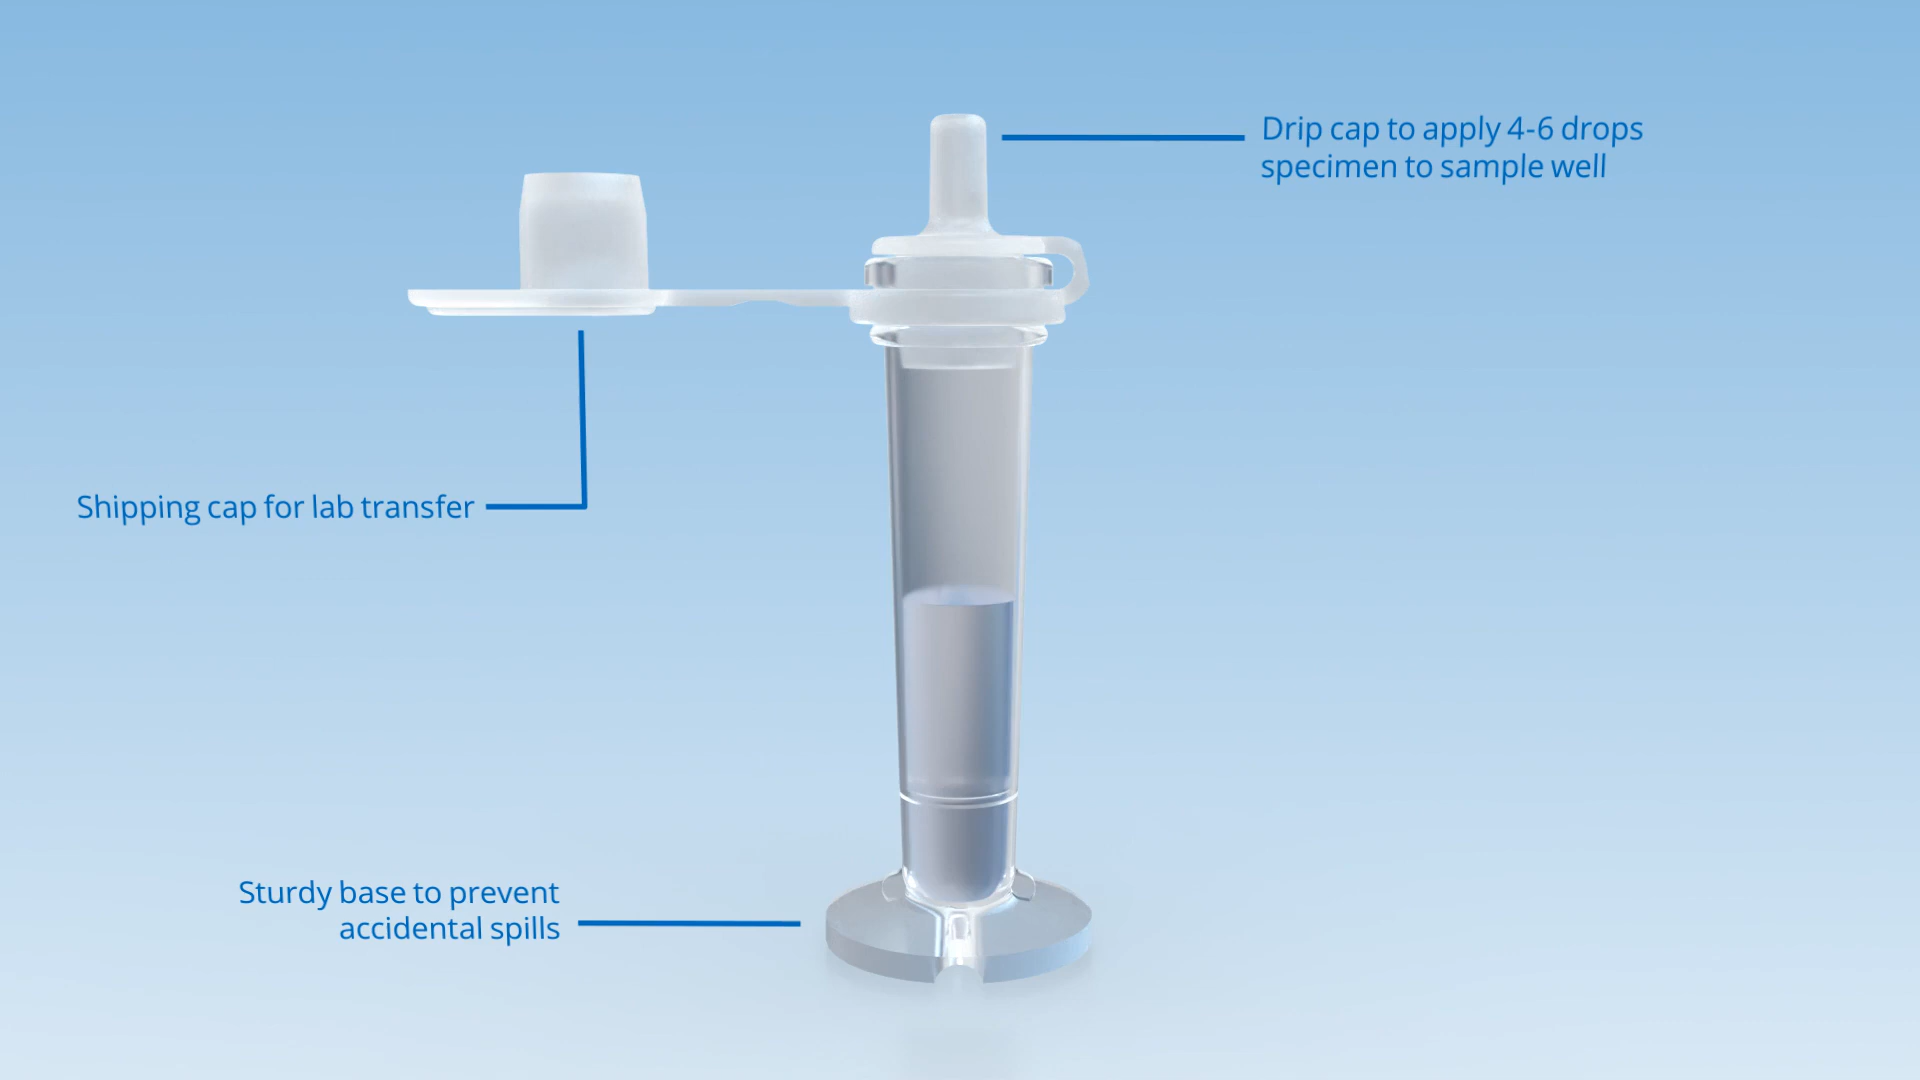 Drip cap to apply 4-6 drops
specimen to sample well
Shipping cap for lab transfer
Sturdy base to prevent
accidental spills